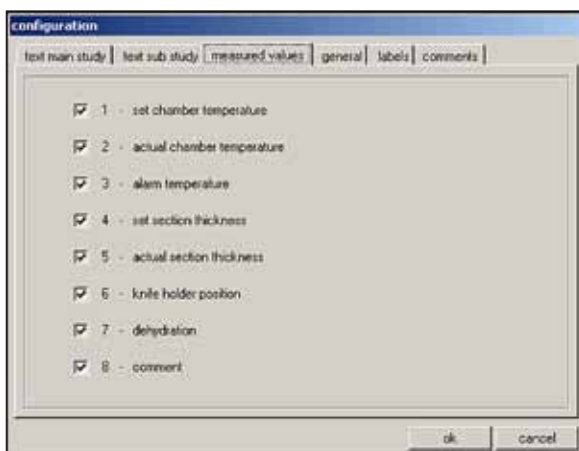 configuration
text main study text sub study measured values general labels comments
1 - set chamber temperature
2 - actual chamber temperature
3 - alarm temperature
4 - set section thickness
5 - actual section thickness
6 - knife holder position
7 - dehydration
8 - comment
ok cancel